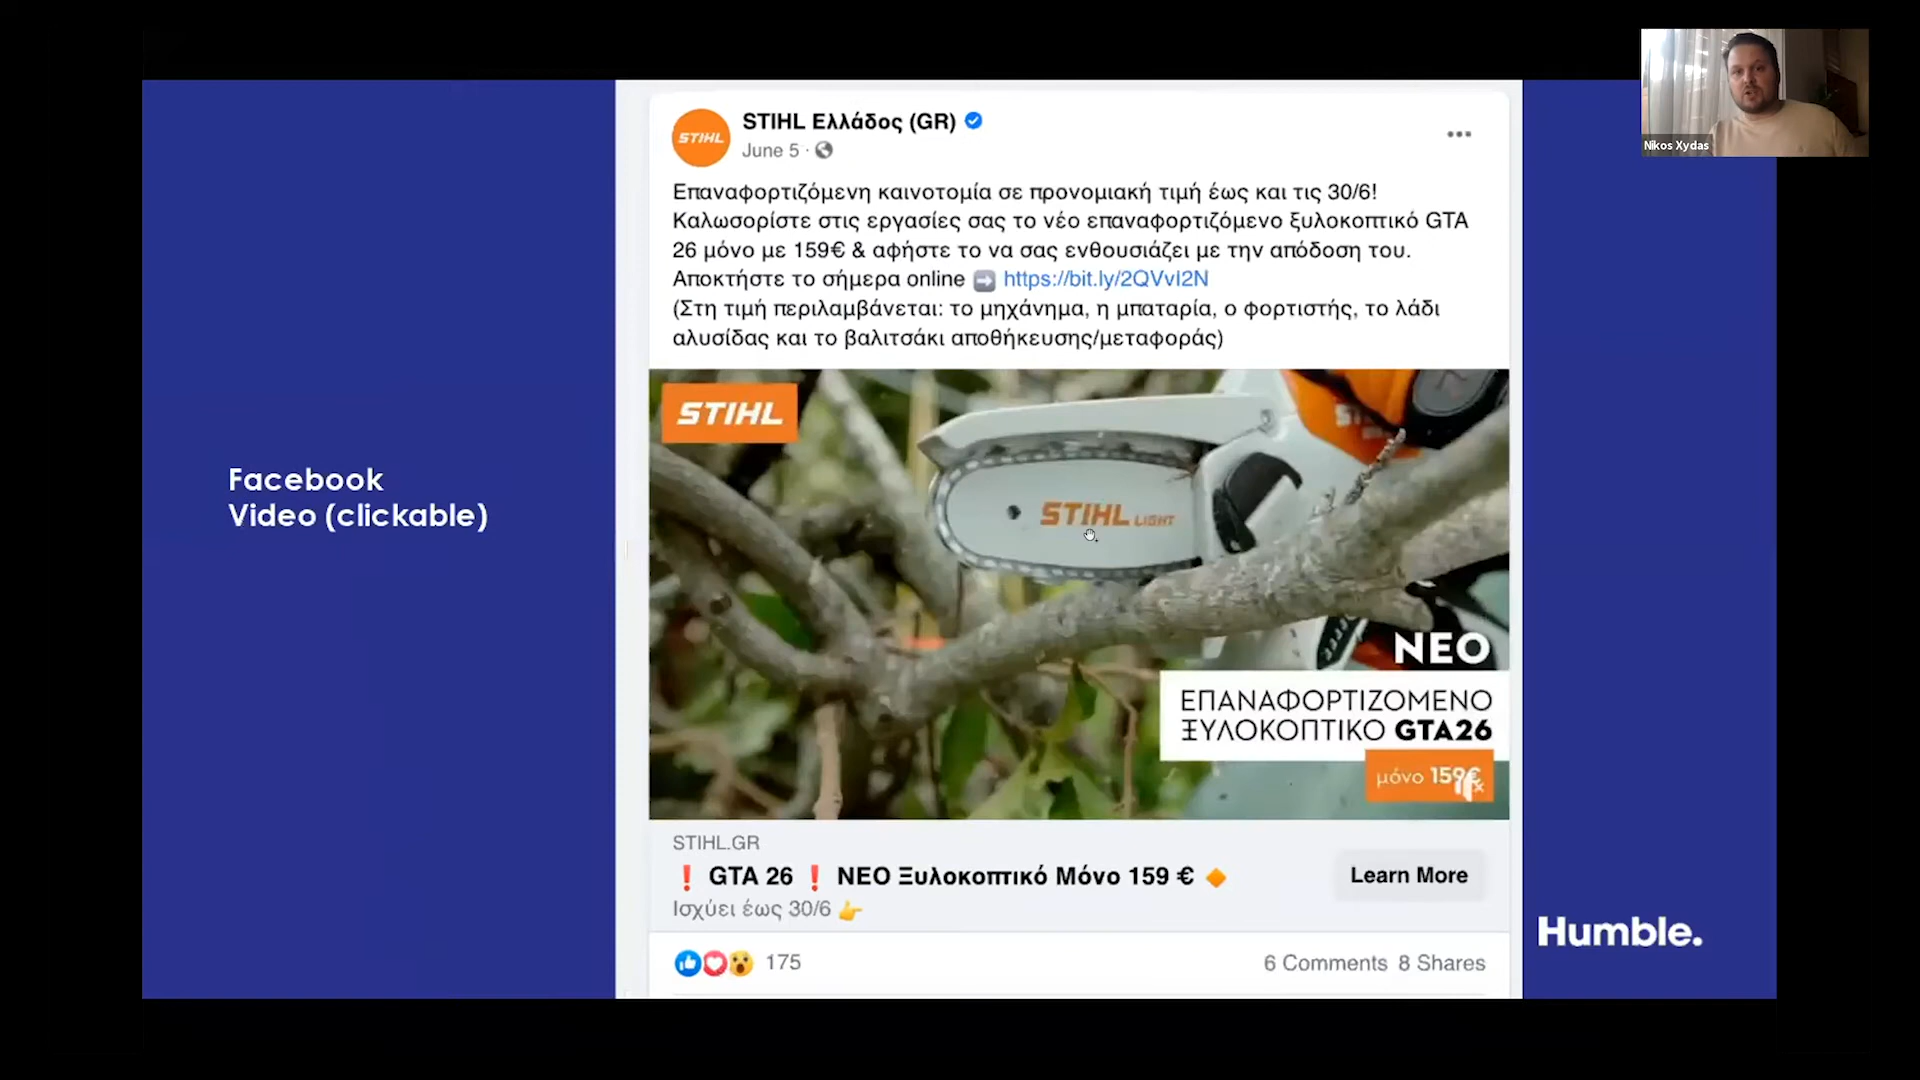 Nikos Xydas
Facebook
Video (clickable)
STIHL
STIHL Ελλάδος (GR)
June 5 ·
Επαναφορτιζόμενη καινοτομία σε προνομιακή τιμή έως και τις 30/6!
Καλωσορίστε στις εργασίες σας το νέο επαναφορτιζόμενο ξυλοκοπτικό GTA
26 μόνο με 159€ & αφήστε το να σας ενθουσιάζει με την απόδοση του.
Αποκτήστε το σήμερα online ➡️ https://bit.ly/2QVvI2N
(Στη τιμή περιλαμβάνεται: το μηχάνημα, η μπαταρία, ο φορτιστής, το λάδι
αλυσίδας και το βαλιτσάκι αποθήκευσης/μεταφοράς)
STIHL
STIHL LIGHT
ΝΕΟ
ΕΠΑΝΑΦΟΡΤΙΖΟΜΕΝΟ
ΞΥΛΟΚΟΠΤΙΚΟ GTA26
μόνο 159€
STIHL.GR
❗ GTA 26 ❗ ΝΕΟ Ξυλοκοπτικό Μόνο 159 € 🔸
Ισχύει έως 30/6 👉
Learn More
175
6 Comments 8 Shares
Humble.